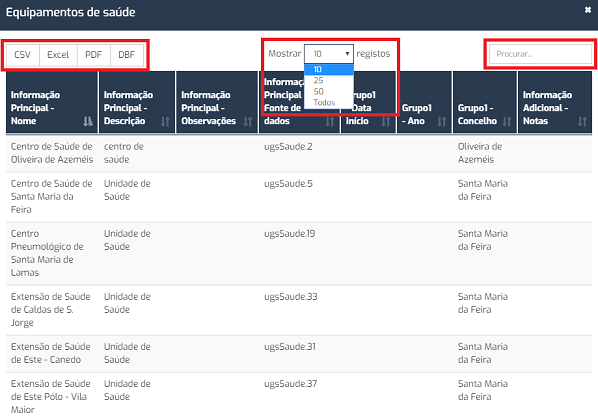 Equipamentos de saúde
CSV Excel PDF DBF
Mostrar 10 registos
Procurar...
10
25
50
Todos
Informação Principal - Nome
Informação Principal - Descrição
Informação Principal - Observações
Informaç Principal Fonte de dados
Grupo1 Data Início
Grupo1 - Ano
Grupo1 - Concelho
Informação Adicional - Notas
Centro de Saúde de Oliveira de Azeméis centro de saúde ugsSaude.2 Oliveira de Azeméis
Centro de Saúde de Santa Maria da Feira Unidade de Saúde ugsSaude.5 Santa Maria da Feira
Centro Pneumológico de Santa Maria de Lamas Unidade de Saúde ugsSaude.19 Santa Maria da Feira
Extensão de Saúde de Caldas de S. Jorge Unidade de Saúde ugsSaude.33 Santa Maria da Feira
Extensão de Saúde de Este - Canedo Unidade de Saúde ugsSaude.31 Santa Maria da Feira
Extensão de Saúde de Este Pólo - Vila Maior Unidade de Saúde ugsSaude.37 Santa Maria da Feira